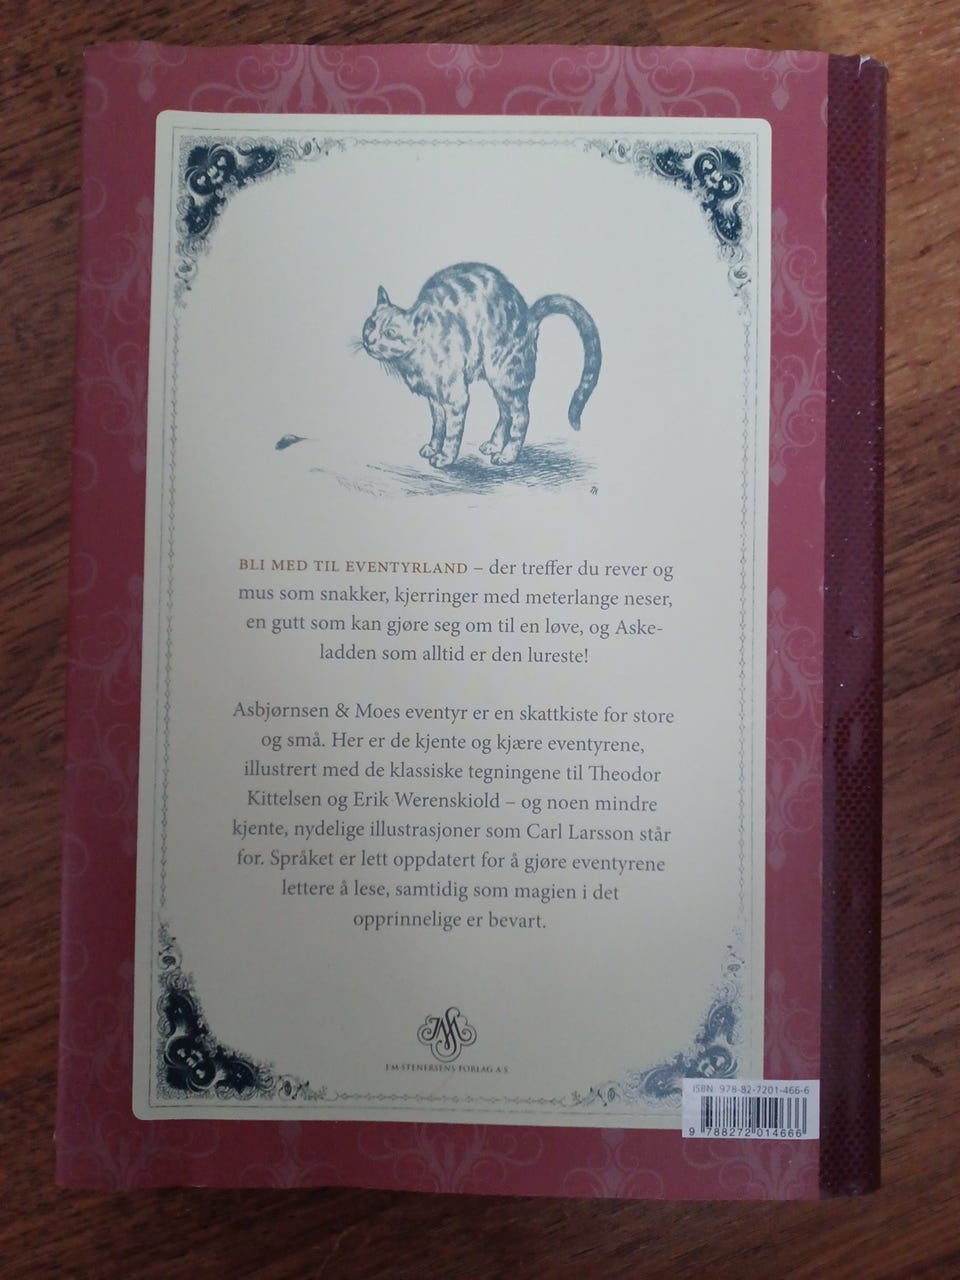 TK
BLI MED TIL EVENTYRLAND – der treffer du rever og
mus som snakker, kjerringer med meterlange neser,
en gutt som kan gjøre seg om til en løve, og Aske-
ladden som alltid er den lureste!
Asbjørnsen & Moes eventyr er en skattkiste for store
og små. Her er de kjente og kjære eventyrene,
illustrert med de klassiske tegningene til Theodor
Kittelsen og Erik Werenskiold – og noen mindre
kjente, nydelige illustrasjoner som Carl Larsson står
for. Språket er lett oppdatert for å gjøre eventyrene
lettere å lese, samtidig som magien i det
opprinnelige er bevart.
J M STENERSENS FORLAG A·S
ISBN: 978-82-7201-466-6
9 788272 014666